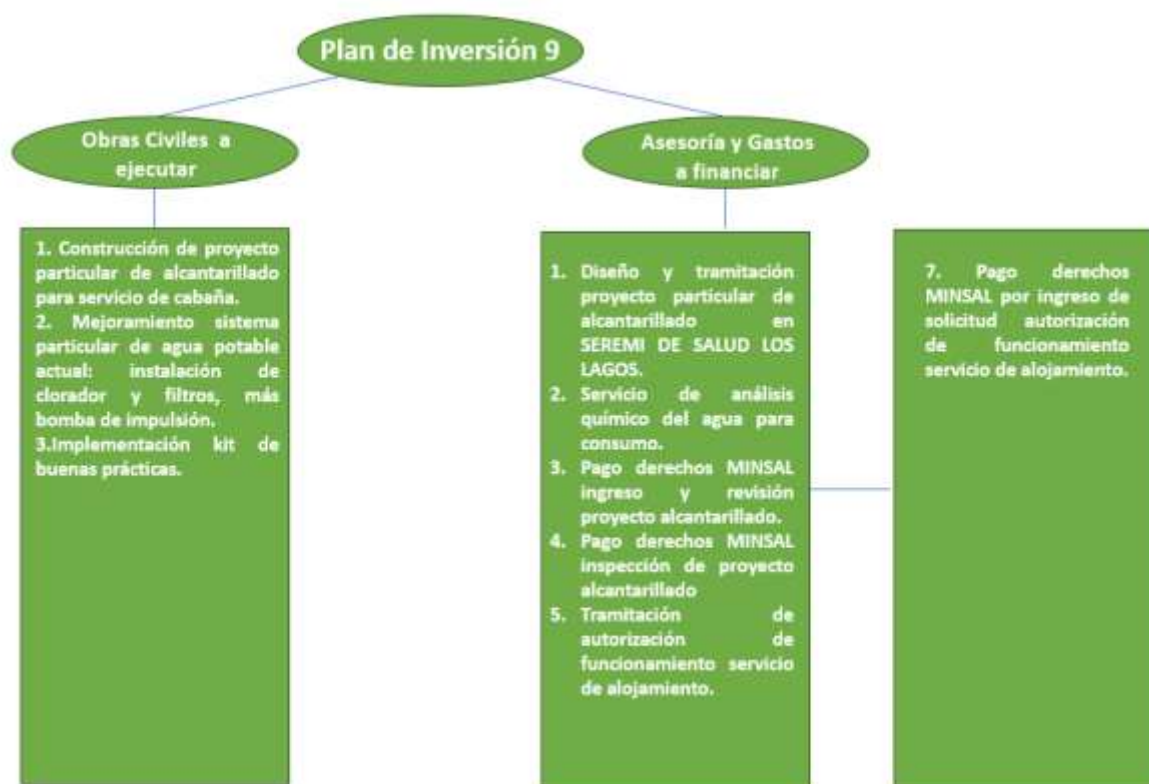 Plan de Inversión 9
Obras Civiles a
ejecutar
Asesoría y Gastos
a financiar
1. Construcción de proyecto
particular de alcantarillado
para servicio de cabaña.
2. Mejoramiento sistema
particular de agua potable
actual: instalación de
clorador y filtros, más
bomba de impulsión.
3.Implementación kit de
buenas prácticas.
1. Diseño y tramitación
proyecto particular de
alcantarillado en
SEREMI DE SALUD LOS
LAGOS.
2. Servicio de análisis
químico del agua para
consumo.
3. Pago derechos MINSAL
ingreso y revisión
proyecto alcantarillado.
4. Pago derechos MINSAL
inspección de proyecto
alcantarillado
5. Tramitación de
autorización de
funcionamiento servicio
de alojamiento.
7. Pago derechos
MINSAL por ingreso de
solicitud autorización
de funcionamiento
servicio de alojamiento.